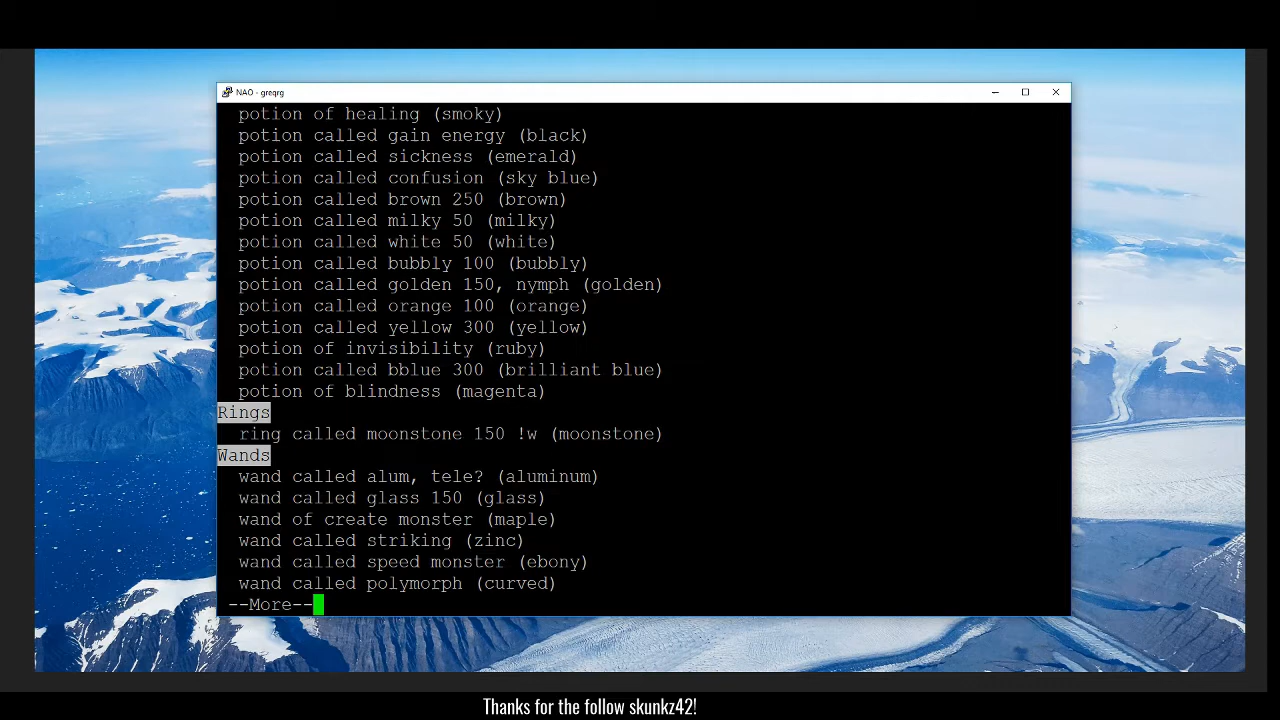 NAO - greqrg
potion of healing (smoky)
potion called gain energy (black)
potion called sickness (emerald)
potion called confusion (sky blue)
potion called brown 250 (brown)
potion called milky 50 (milky)
potion called white 50 (white)
potion called bubbly 100 (bubbly)
potion called golden 150, nymph (golden)
potion called orange 100 (orange)
potion called yellow 300 (yellow)
potion of invisibility (ruby)
potion called bblue 300 (brilliant blue)
potion of blindness (magenta)
Rings
ring called moonstone 150 !w (moonstone)
Wands
wand called alum, tele? (aluminum)
wand called glass 150 (glass)
wand of create monster (maple)
wand called striking (zinc)
wand called speed monster (ebony)
wand called polymorph (curved)
--More--
Thanks for the follow skunkz42!